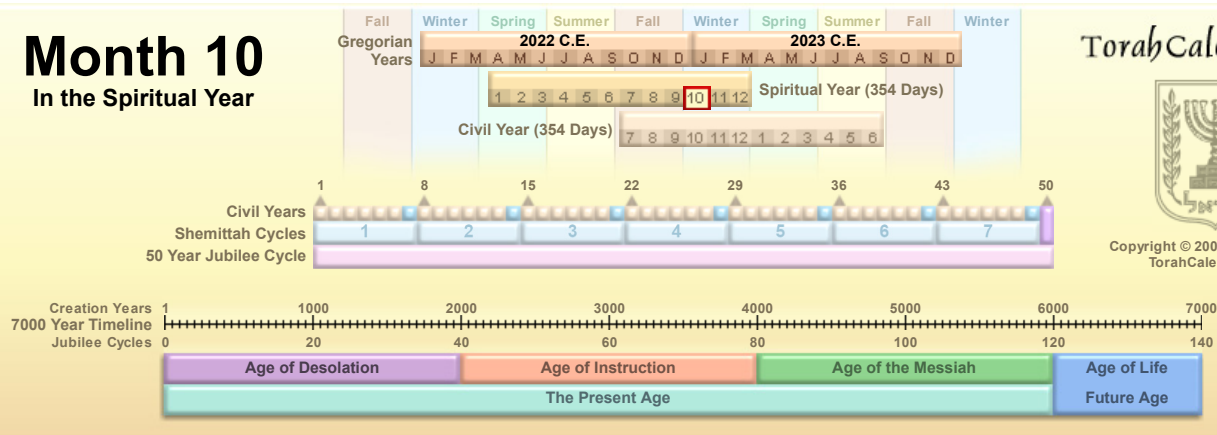 Month 10
In the Spiritual Year
Fall Winter Spring Summer Fall Winter Spring Summer Fall Winter
Gregorian Years
2022 C.E. 2023 C.E.
J F M A M J J A S O N D J F M A M J J A S O N D
1 2 3 4 5 6 7 8 9 10 11 12 Spiritual Year (354 Days)
Civil Year (354 Days) 7 8 9 10 11 12 1 2 3 4 5 6
TorahCale
1 8 15 22 29 36 43 50
Civil Years
Shemittah Cycles 1 2 3 4 5 6 7
50 Year Jubilee Cycle
Copyright © 200
TorahCale
Creation Years 1 1000 2000 3000 4000 5000 6000 7000
7000 Year Timeline
Jubilee Cycles 0 20 40 60 80 100 120 140
Age of Desolation Age of Instruction Age of the Messiah Age of Life
The Present Age Future Age